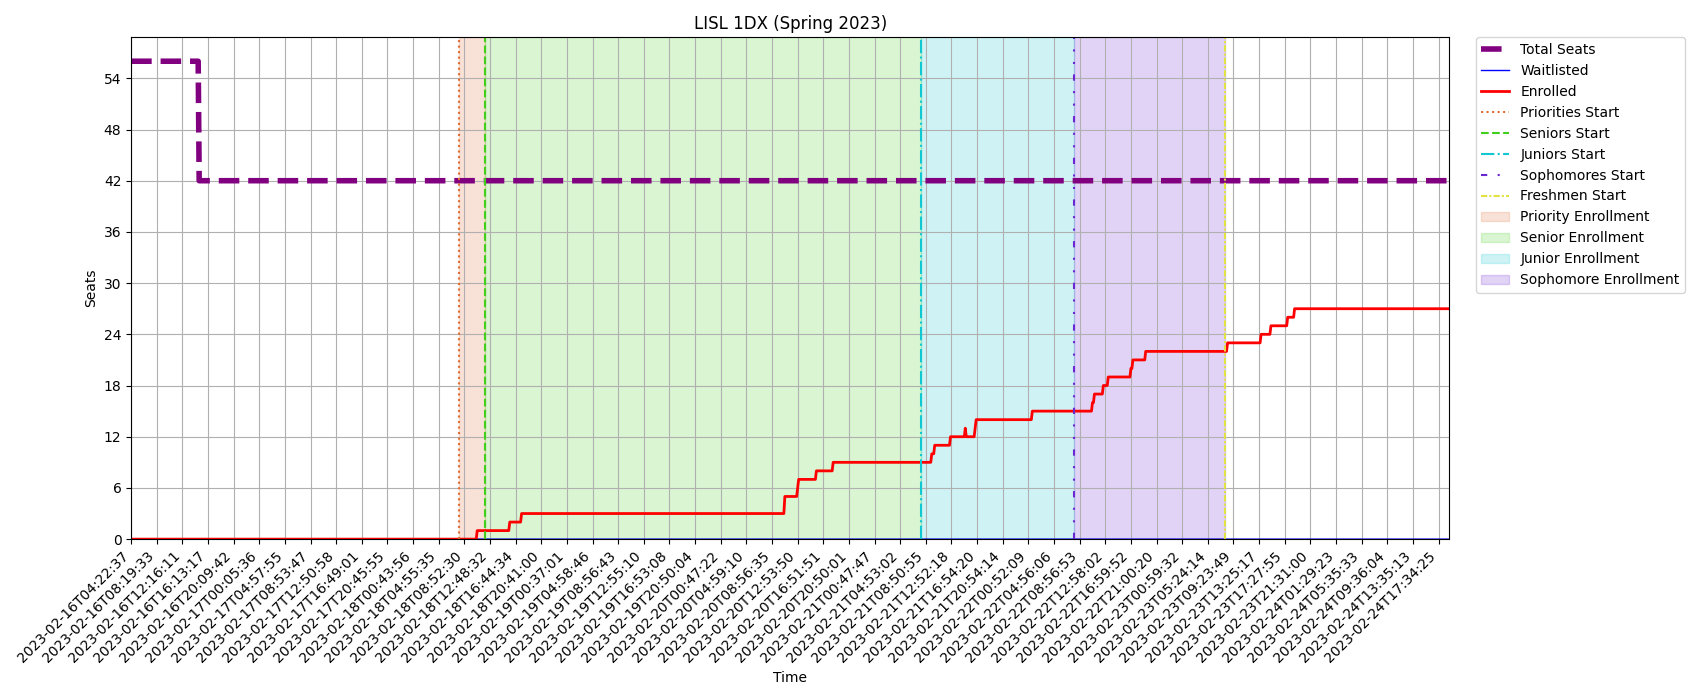 LISL 1DX (Spring 2023)
Seats
54
48
42
36
30
24
18
12
6
0
2023-02-16T04:22:37
2023-02-16T08:19:33
2023-02-16T12:16:11
2023-02-16T16:13:17
2023-02-16T20:09:42
2023-02-17T00:05:36
2023-02-17T04:57:55
2023-02-17T08:53:47
2023-02-17T12:50:58
2023-02-17T16:49:01
2023-02-17T20:45:55
2023-02-18T00:43:56
2023-02-18T04:55:35
2023-02-18T08:52:30
2023-02-18T12:48:32
2023-02-18T16:44:34
2023-02-18T20:41:00
2023-02-19T00:37:01
2023-02-19T04:58:46
2023-02-19T08:56:43
2023-02-19T12:55:10
2023-02-19T16:53:08
2023-02-19T20:50:04
2023-02-20T00:47:22
2023-02-20T04:59:10
2023-02-20T08:56:35
2023-02-20T12:53:50
2023-02-20T16:51:51
2023-02-20T20:50:01
2023-02-21T00:47:47
2023-02-21T04:53:02
2023-02-21T08:50:55
2023-02-21T12:52:18
2023-02-21T16:54:20
2023-02-21T20:54:14
2023-02-22T00:52:09
2023-02-22T04:56:06
2023-02-22T08:56:53
2023-02-22T12:58:02
2023-02-22T16:59:52
2023-02-22T21:00:20
2023-02-23T00:59:32
2023-02-23T05:24:14
2023-02-23T09:23:49
2023-02-23T13:25:17
2023-02-23T17:27:55
2023-02-23T21:31:00
2023-02-24T01:29:23
2023-02-24T05:35:33
2023-02-24T09:36:04
2023-02-24T13:35:13
2023-02-24T17:34:25
Time
Total Seats
Waitlisted
Enrolled
Priorities Start
Seniors Start
Juniors Start
Sophomores Start
Freshmen Start
Priority Enrollment
Senior Enrollment
Junior Enrollment
Sophomore Enrollment